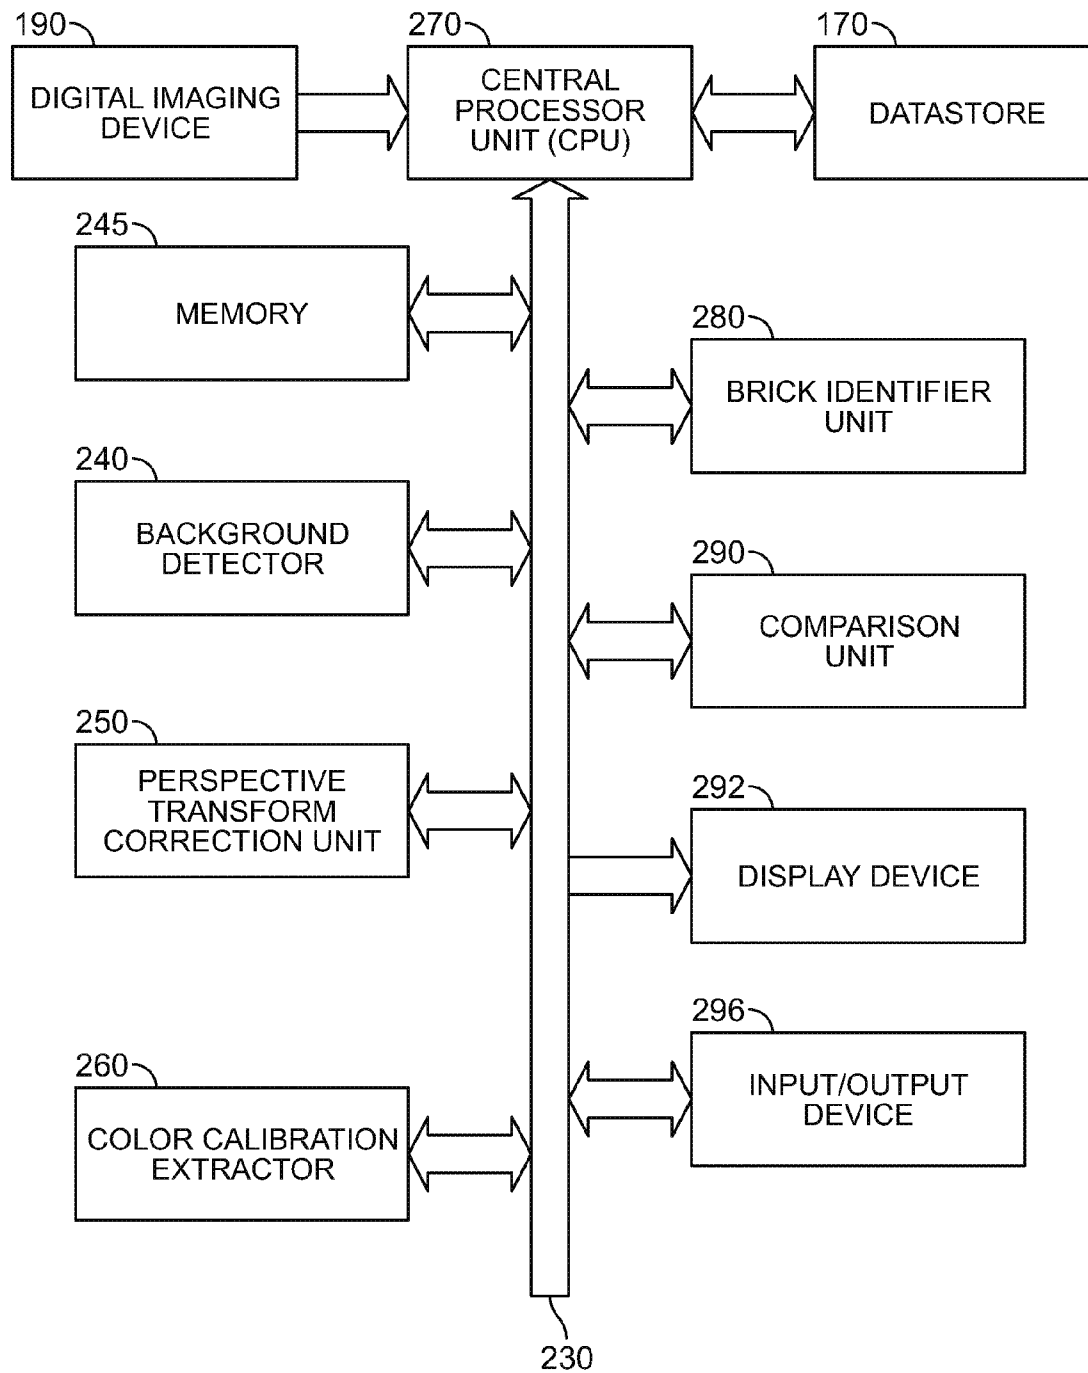 190
DIGITAL IMAGING
DEVICE
270
CENTRAL
PROCESSOR
UNIT (CPU)
170
DATASTORE
245
MEMORY
280
BRICK IDENTIFIER
UNIT
240
BACKGROUND
DETECTOR
290
COMPARISON
UNIT
250
PERSPECTIVE
TRANSFORM
CORRECTION UNIT
292
DISPLAY DEVICE
296
INPUT/OUTPUT
DEVICE
260
COLOR CALIBRATION
EXTRACTOR
230